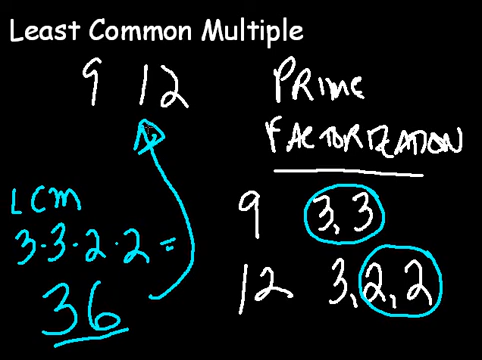 Least Common Multiple
9 12
PRIME
FACTORIZATION
9 3, 3
12 3, 2, 2
LCM
3·3·2·2=
36